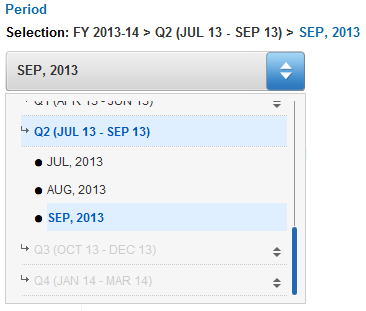 Period
Selection: FY 2013-14 > Q2 (JUL 13 - SEP 13) > SEP, 2013
SEP, 2013
Q1 (APR 13 - JUN 13)
Q2 (JUL 13 - SEP 13)
JUL, 2013
AUG, 2013
SEP, 2013
Q3 (OCT 13 - DEC 13)
Q4 (JAN 14 - MAR 14)